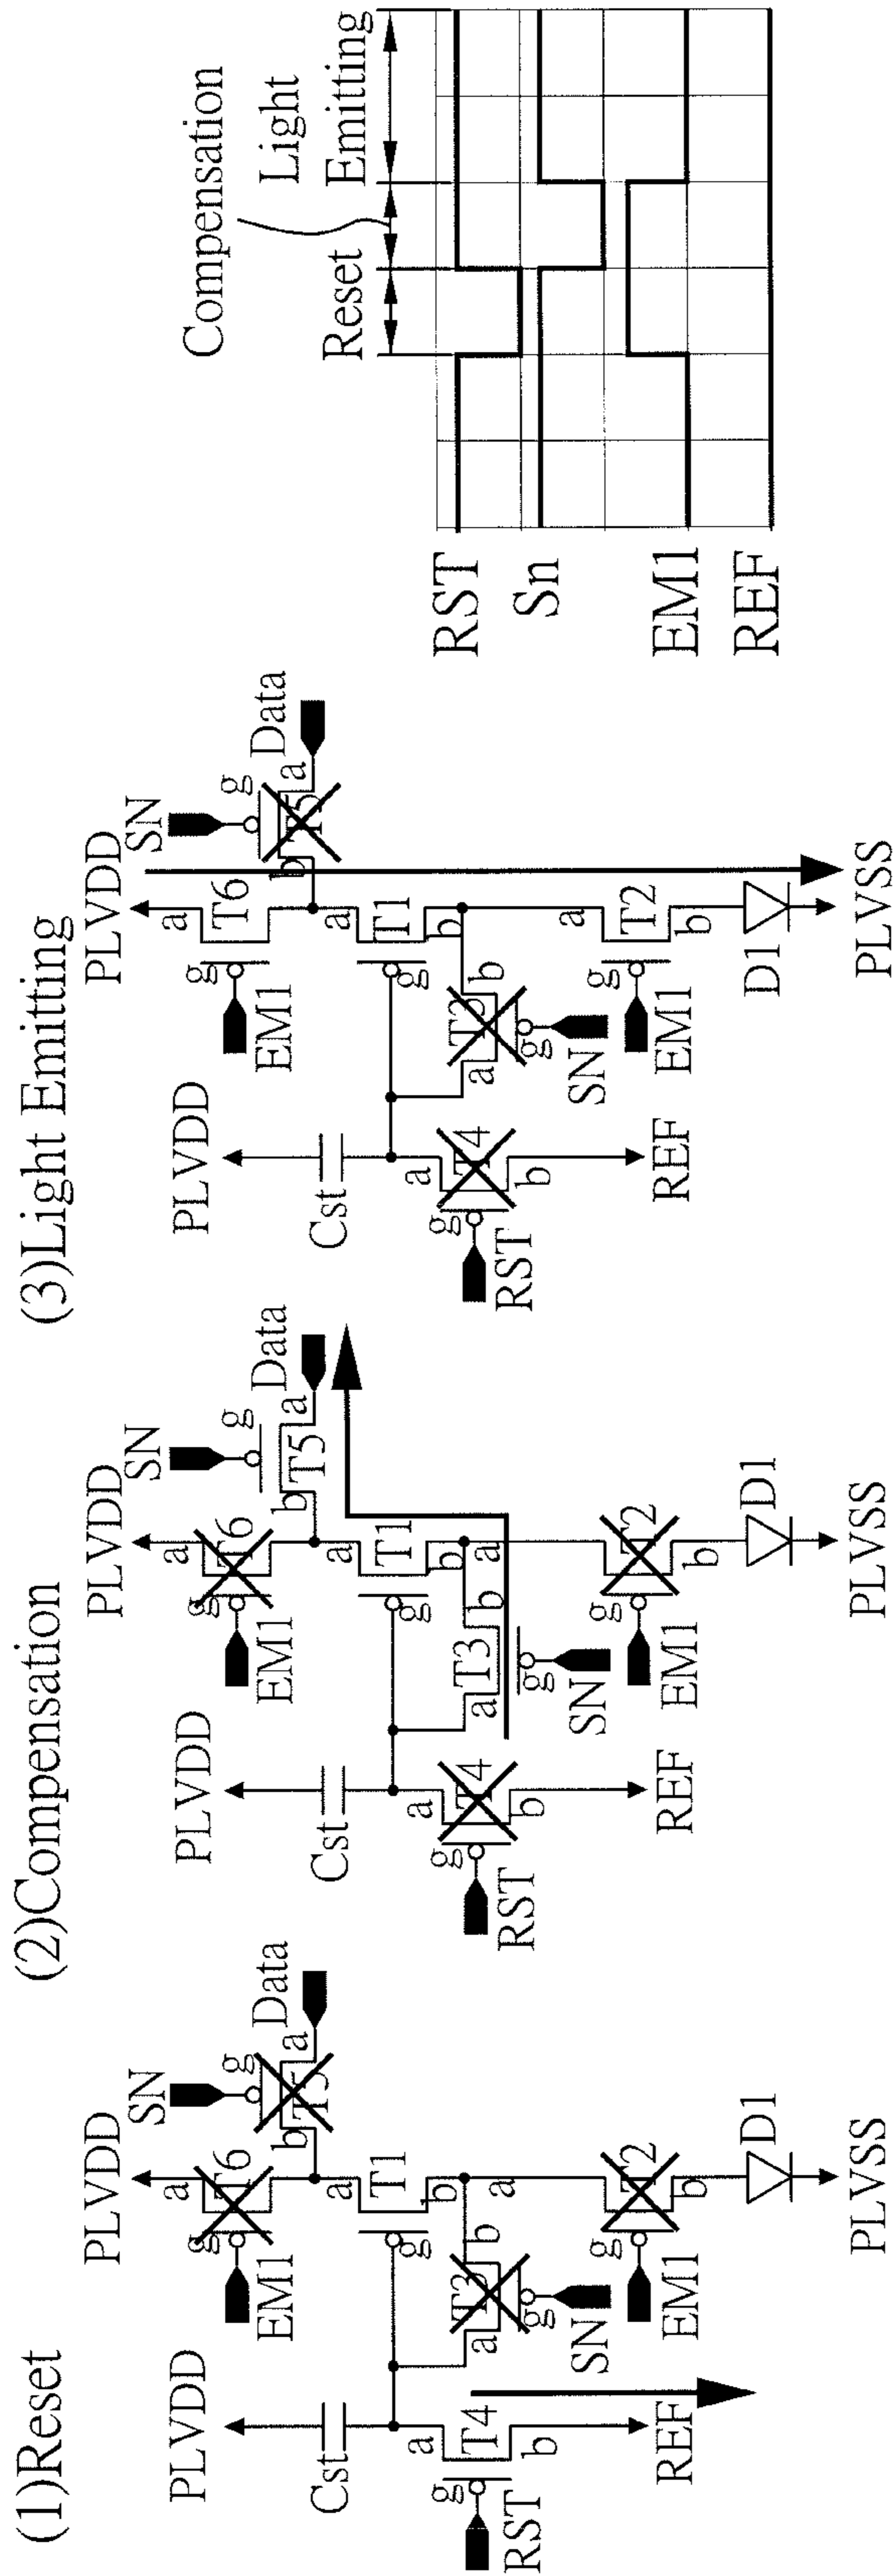 (1)Reset
PLVDD
PLVDD
SN
g
Data
a
g
T6
b
T5
a
EM1
Cst
a
T1
g
b
a
T4
g
b
RST
REF
b
T3
a
g
SN
a
g
T2
b
EM1
D1
PLVSS
(2)Compensation
PLVDD
PLVDD
SN
g
Data
a
g
T6
b
T5
a
EM1
Cst
a
T1
g
b
a
T4
g
b
RST
REF
b
T3
a
g
SN
a
g
T2
b
EM1
D1
PLVSS
(3)Light Emitting
PLVDD
PLVDD
SN
g
Data
a
g
T6
b
T5
a
EM1
Cst
a
T1
g
b
a
T4
g
b
RST
REF
b
T3
a
g
SN
a
g
T2
b
EM1
D1
PLVSS
Compensation
Reset
Light
Emitting
RST
Sn
EM1
REF